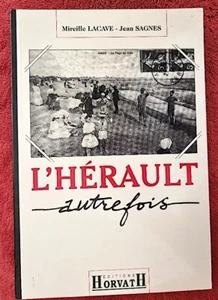 Mireille LACAVE - Jean SAGNES
L'HÉRAULT
autrefois
EDITIONS
HORVATH